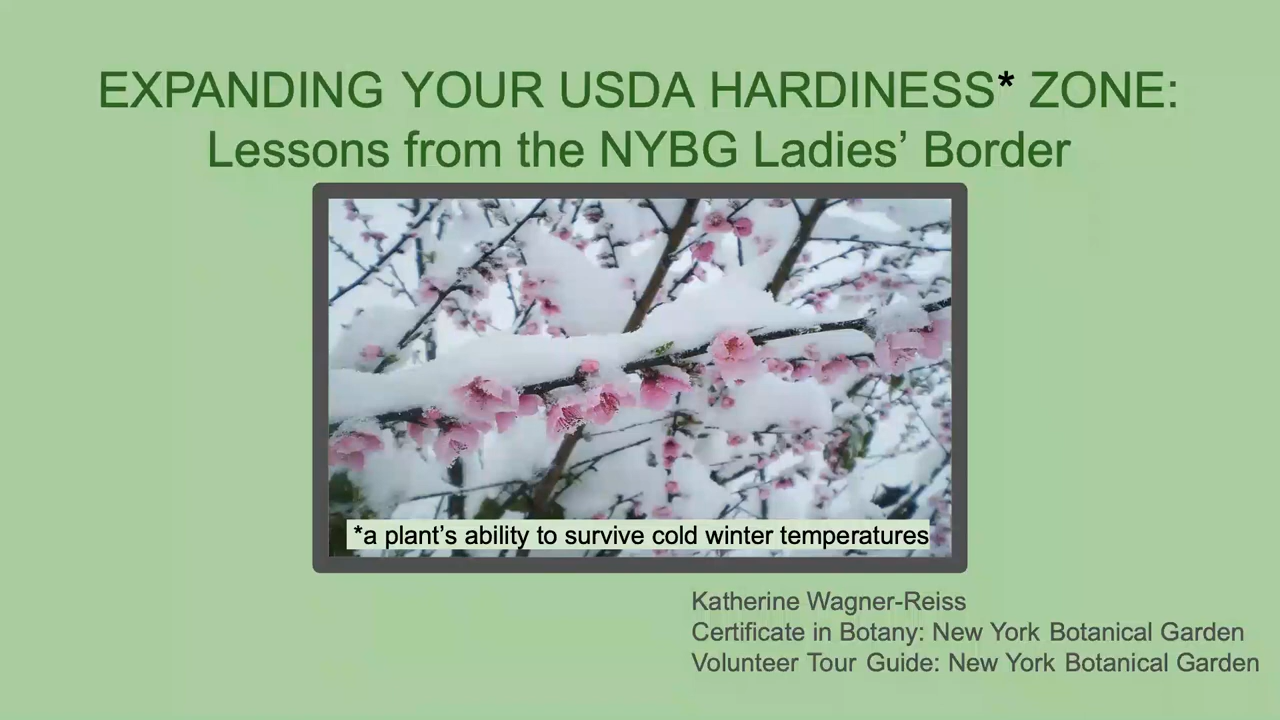 EXPANDING YOUR USDA HARDINESS* ZONE:
Lessons from the NYBG Ladies’ Border
*a plant’s ability to survive cold winter temperatures
Katherine Wagner-Reiss
Certificate in Botany: New York Botanical Garden
Volunteer Tour Guide: New York Botanical Garden